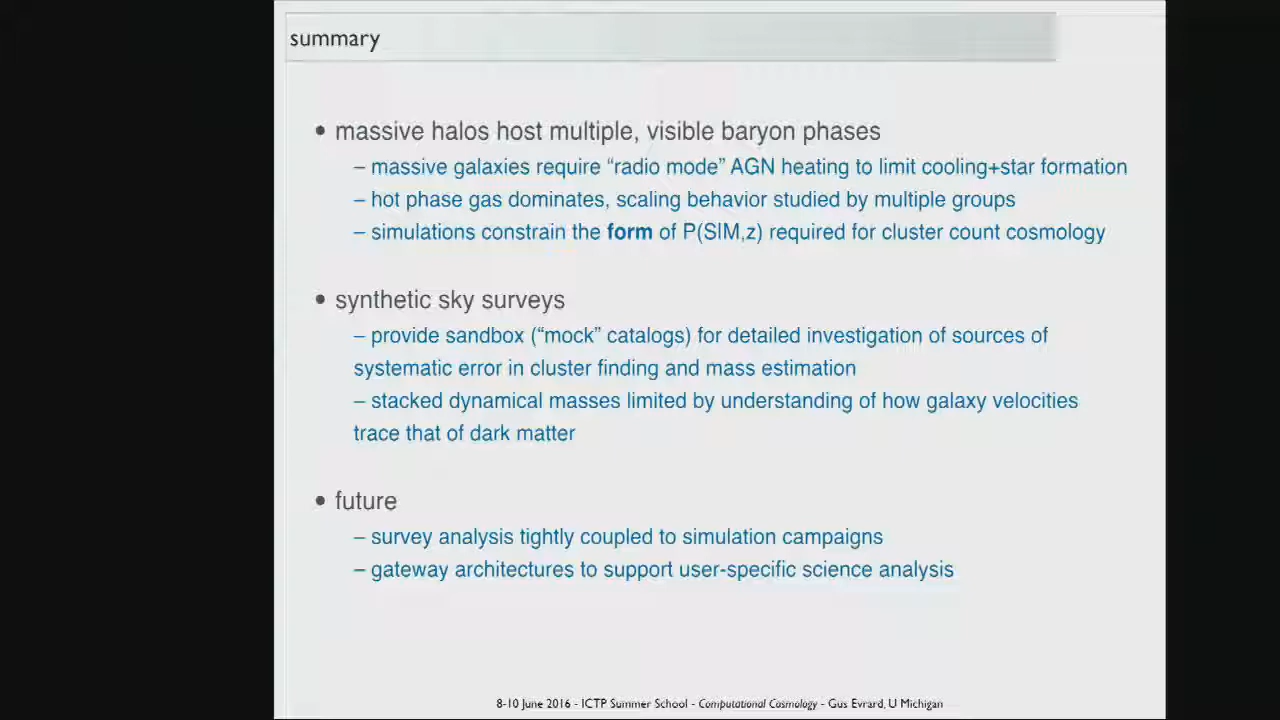 summary
• massive halos host multiple, visible baryon phases
– massive galaxies require “radio mode” AGN heating to limit cooling+star formation
– hot phase gas dominates, scaling behavior studied by multiple groups
– simulations constrain the form of P(S|M,z) required for cluster count cosmology
• synthetic sky surveys
– provide sandbox (“mock” catalogs) for detailed investigation of sources of
systematic error in cluster finding and mass estimation
– stacked dynamical masses limited by understanding of how galaxy velocities
trace that of dark matter
• future
– survey analysis tightly coupled to simulation campaigns
– gateway architectures to support user-specific science analysis
8-10 June 2016 - ICTP Summer School - Computational Cosmology - Gus Evrard, U Michigan